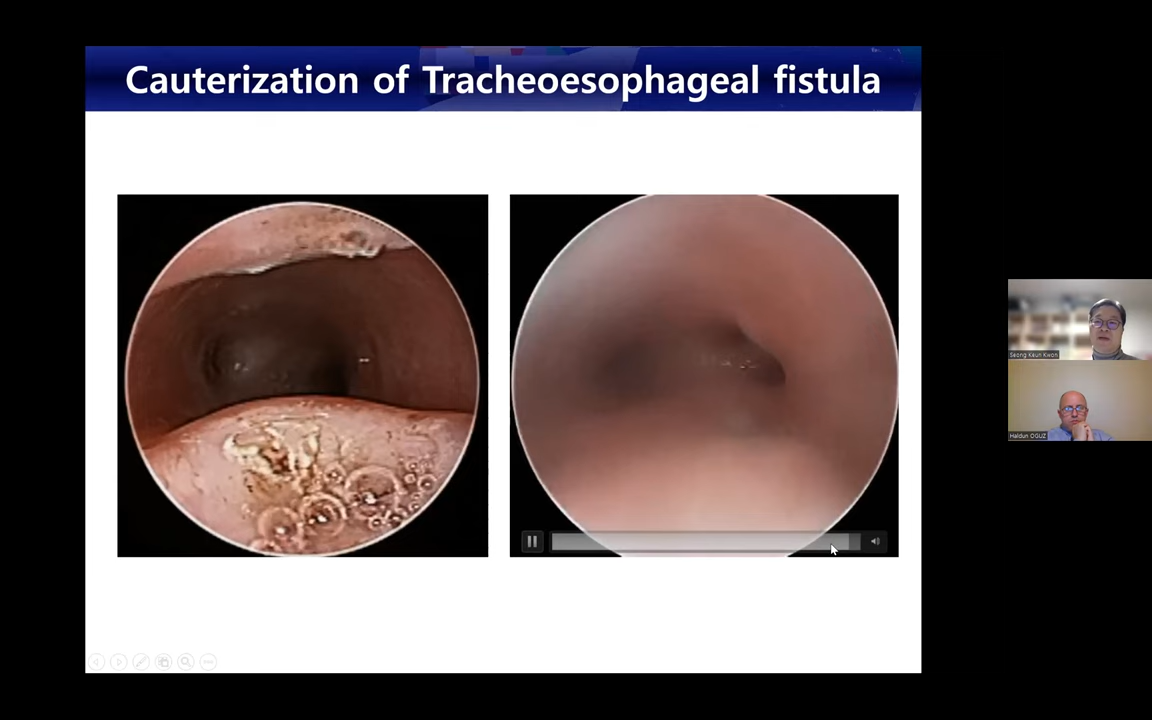 Cauterization of Tracheoesophageal fistula
Seong Keun Kwon
Haldun OGUZ